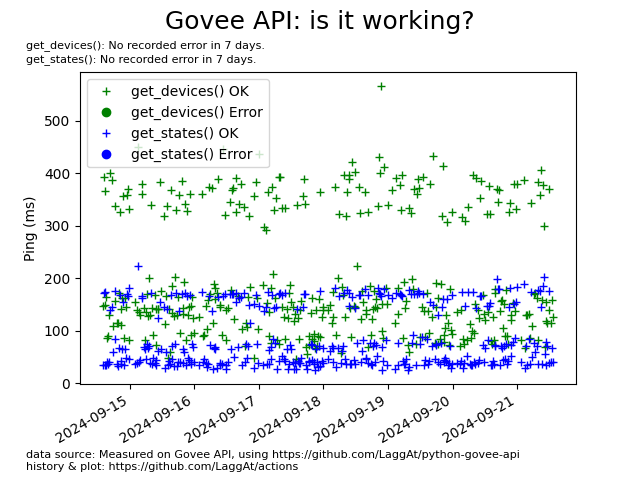 Govee API: is it working?
get_devices(): No recorded error in 7 days.
get_states(): No recorded error in 7 days.
get_devices() OK
get_devices() Error
get_states() OK
get_states() Error
Ping (ms)
500
400
300
200
100
0
2024-09-15
2024-09-16
2024-09-17
2024-09-18
2024-09-19
2024-09-20
2024-09-21
data source: Measured on Govee API, using https://github.com/LaggAt/python-govee-api
history & plot: https://github.com/LaggAt/actions